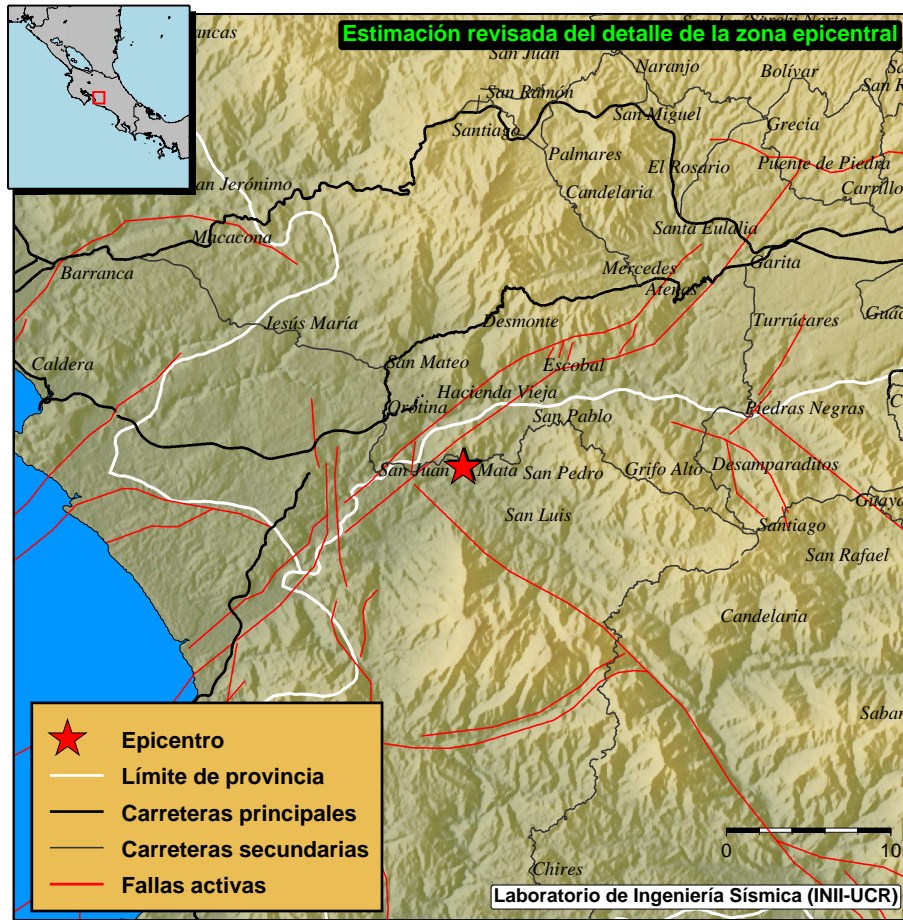 Estimación revisada del detalle de la zona epicentral
San Juan
Naranjo
Bolívar
San Ramón
San Miguel
Santiago
Grecia
Palmares
El Rosario
Puente de Piedra
Candelaria
Carrillo
an Jerónimo
Macacona
Santa Eulalia
Barranca
Mercedes
Garita
Atenas
Jesús María
Desmonte
Turrúcares
Caldera
San Mateo
Escobal
Hacienda Vieja
Orotina
San Pablo
Piedras Negras
San Juan
Mata
San Pedro
Grifo Alto
Desamparaditos
San Luis
Santiago
San Rafael
Candelaria
Chires
Epicentro
Límite de provincia
Carreteras principales
Carreteras secundarias
Fallas activas
0
10
Laboratorio de Ingeniería Sísmica (INII-UCR)